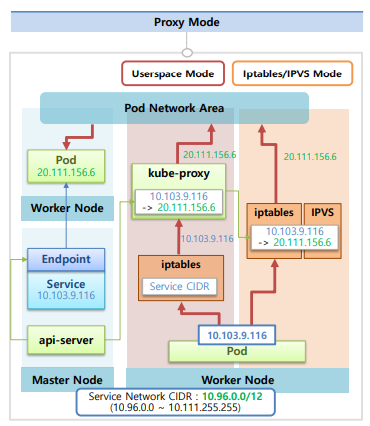 Proxy Mode
Userspace Mode
Iptables/IPVS Mode
Pod Network Area
Pod
20.111.156.6
Worker Node
Endpoint
Service
10.103.9.116
api-server
Master Node
20.111.156.6
kube-proxy
10.103.9.116
-> 20.111.156.6
10.103.9.116
iptables
Service CIDR
20.111.156.6
iptables
IPVS
10.103.9.116
-> 20.111.156.6
10.103.9.116
Pod
Worker Node
Service Network CIDR : 10.96.0.0/12
(10.96.0.0 ~ 10.111.255.255)